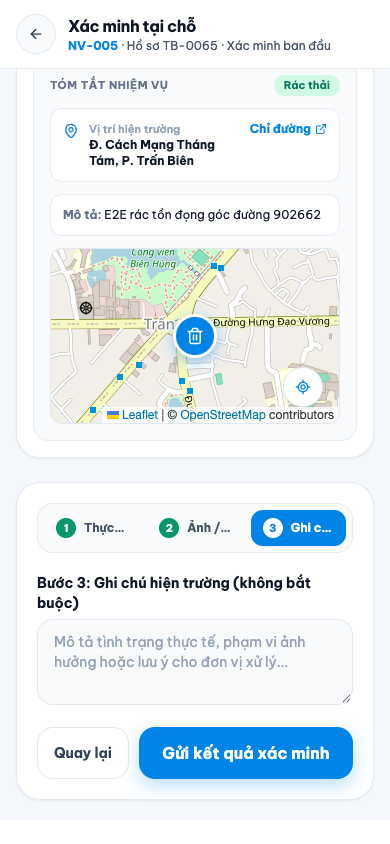 Xác minh tại chỗ
NV-005 · Hồ sơ TB-0065 · Xác minh ban đầu
TÓM TẮT NHIỆM VỤ
Rác thải
Vị trí hiện trường
Chỉ đường
Đ. Cách Mạng Tháng
Tám, P. Trấn Biên
Mô tả: E2E rác tồn đọng góc đường 902662
Công viên
Biên Hùng
Trấn
Đường Hưng Đạo Vương
Leaflet | © OpenStreetMap contributors
1 Thực...
2 Ảnh /...
3 Ghi c...
Bước 3: Ghi chú hiện trường (không bắt
buộc)
Mô tả tình trạng thực tế, phạm vi ảnh
hưởng hoặc lưu ý cho đơn vị xử lý...
Quay lại
Gửi kết quả xác minh